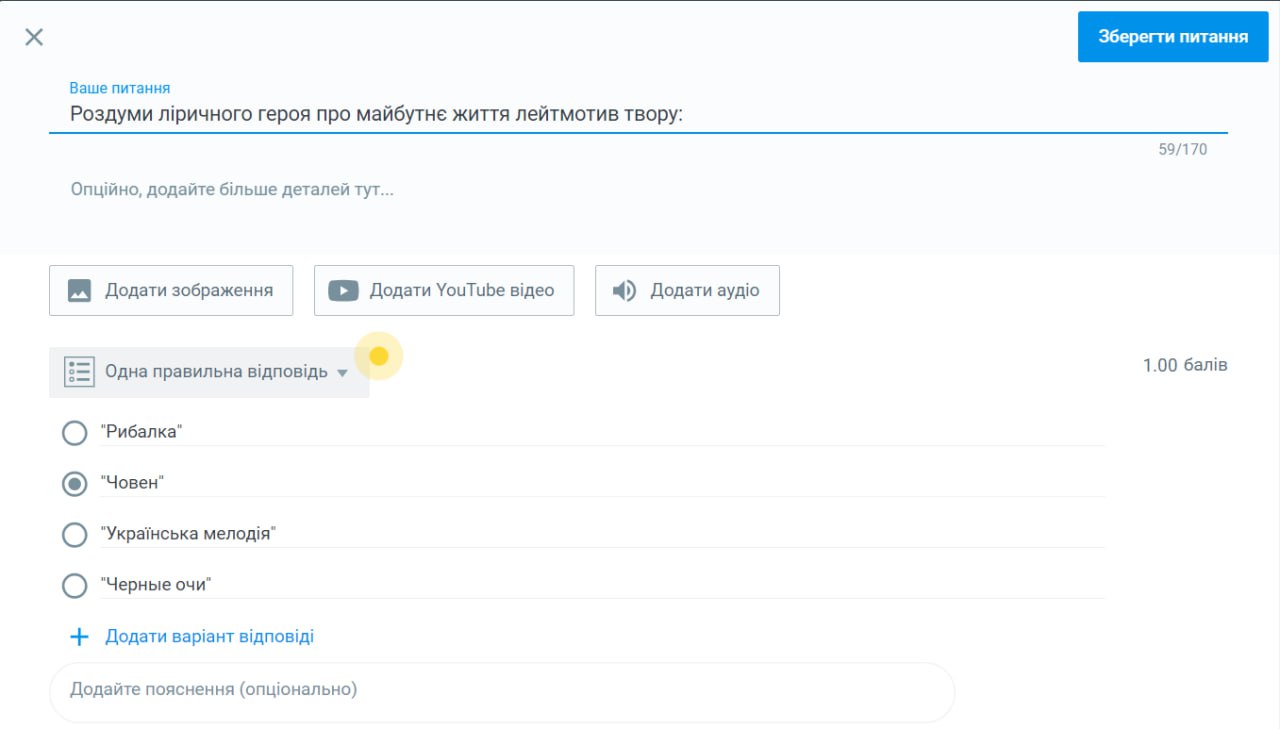 Зберегти питання
Ваше питання
Роздуми ліричного героя про майбутнє життя лейтмотив твору:
59/170
Опційно, додайте більше деталей тут...
Додати зображення
Додати YouTube відео
Додати аудіо
Одна правильна відповідь
1.00 балів
"Рибалка"
"Човен"
"Українська мелодія"
"Черные очи"
Додати варіант відповіді
Додайте пояснення (опціонально)